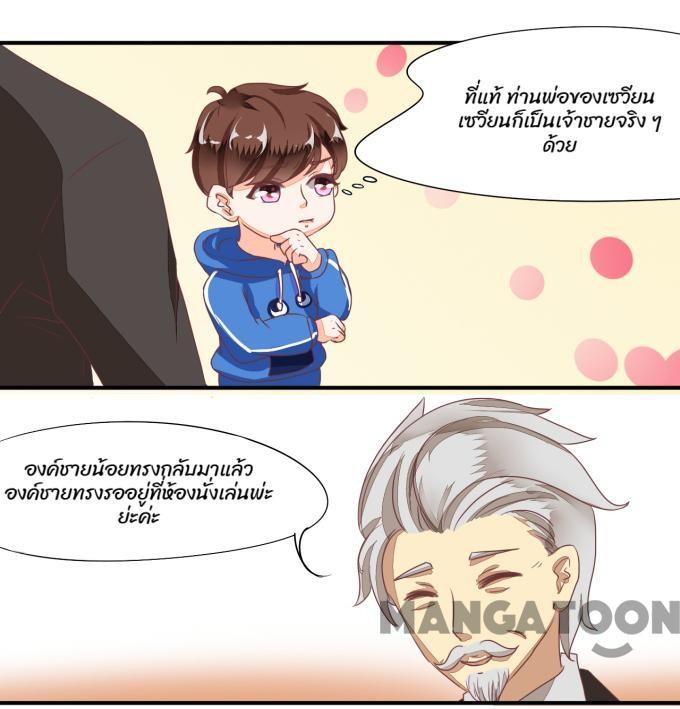 ที่แท้ ท่านพ่อของเซวียน
เซวียนก็เป็นเจ้าชายจริง ๆ
ด้วย
องค์ชายน้อยทรงกลับมาแล้ว
องค์ชายทรงรออยู่ที่ห้องนั่งเล่นพ่ะ
ย่ะค่ะ
MANGATOON